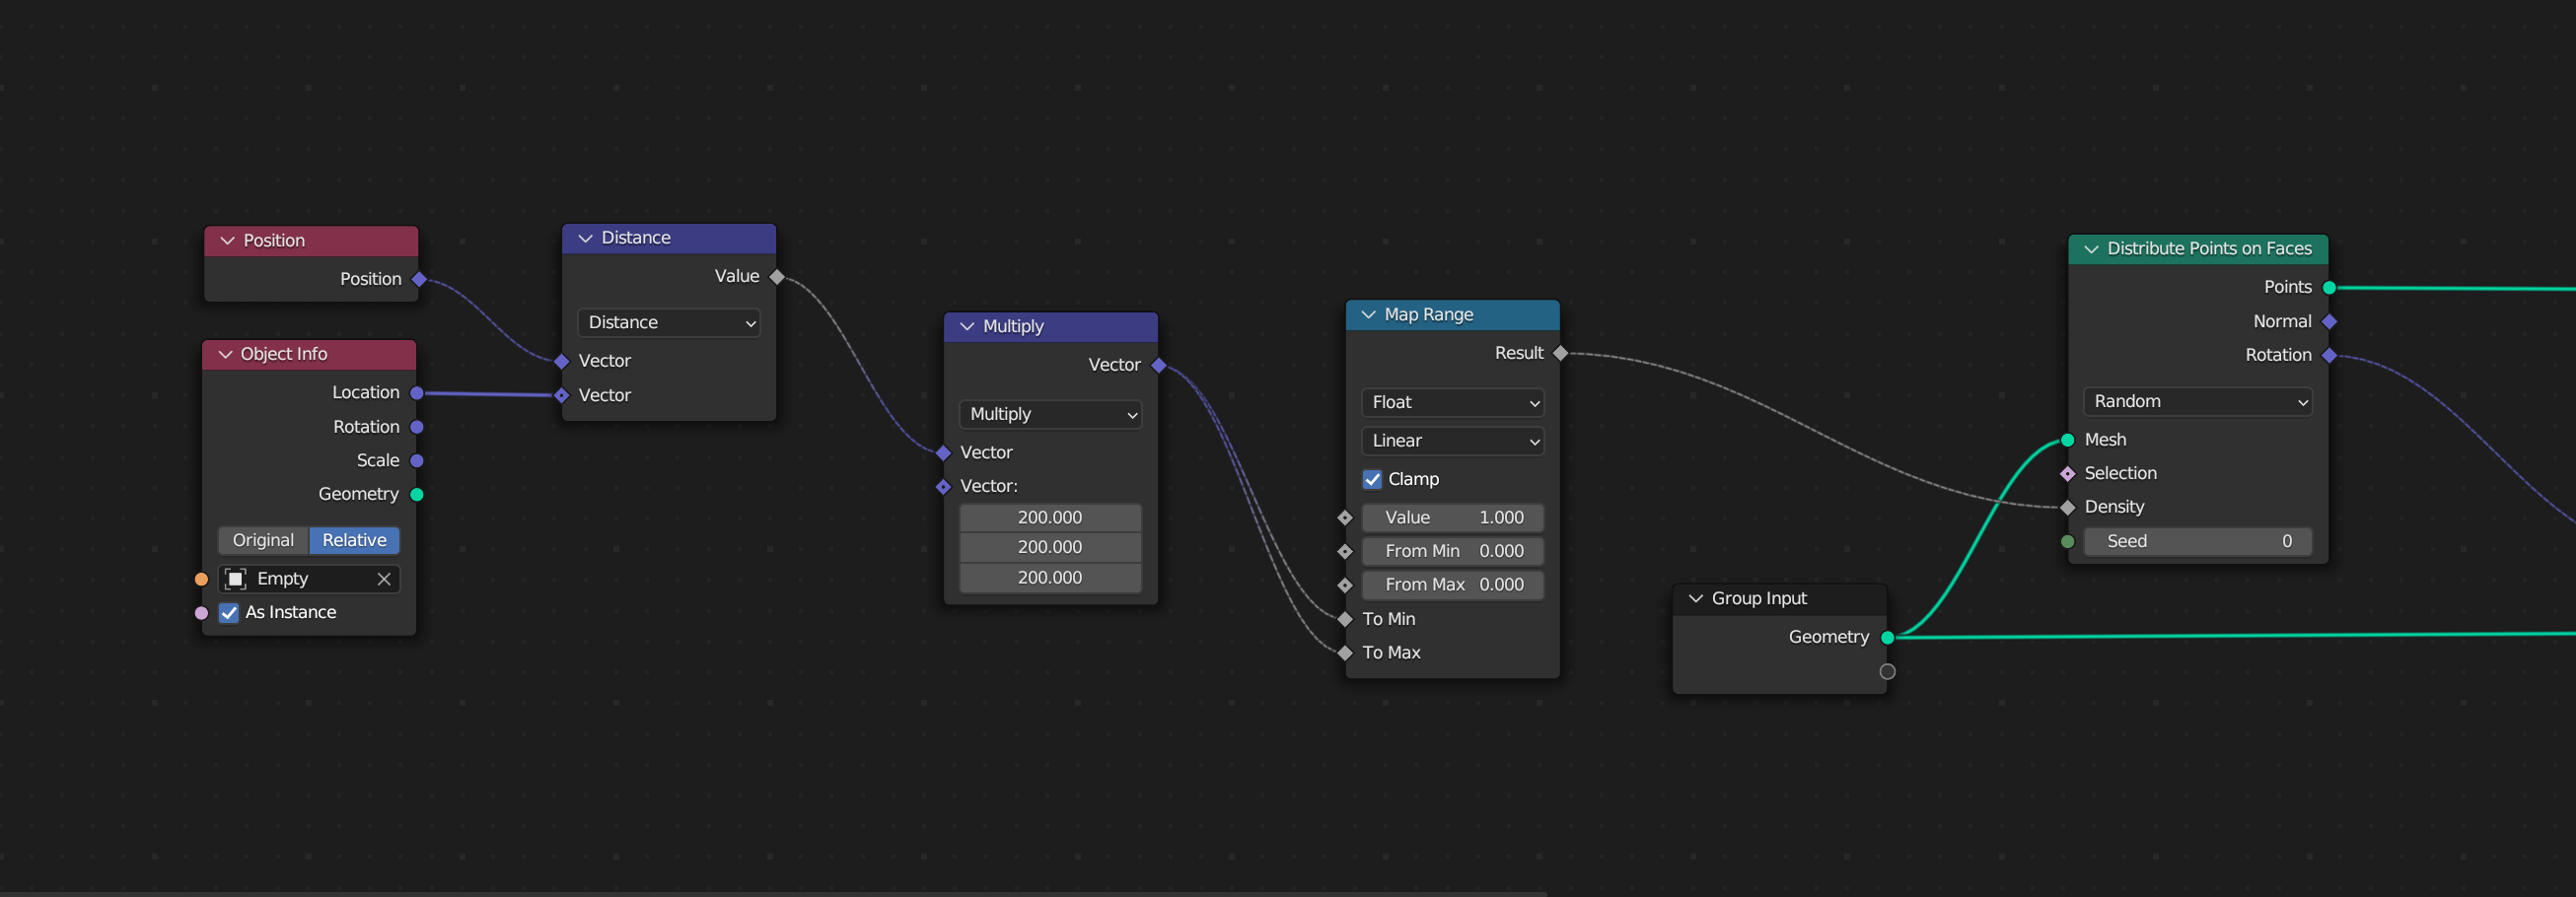 Position
Position
Object Info
Location
Rotation
Scale
Geometry
Original Relative
Empty
As Instance
Distance
Value
Distance
Vector
Vector
Multiply
Vector
Multiply
Vector
Vector:
200.000
200.000
200.000
Map Range
Result
Float
Linear
Clamp
Value 1.000
From Min 0.000
From Max 0.000
To Min
To Max
Group Input
Geometry
Distribute Points on Faces
Points
Normal
Rotation
Random
Mesh
Selection
Density
Seed 0